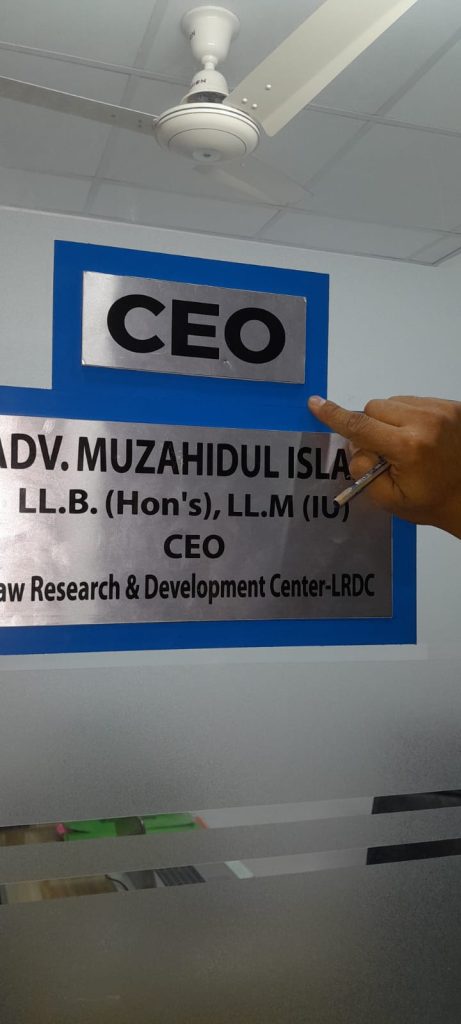 CEO
ADV. MUZAHIDUL ISLA
LL.B. (Hon's), LL.M (IU)
CEO
aw Research & Development Center-LRDC